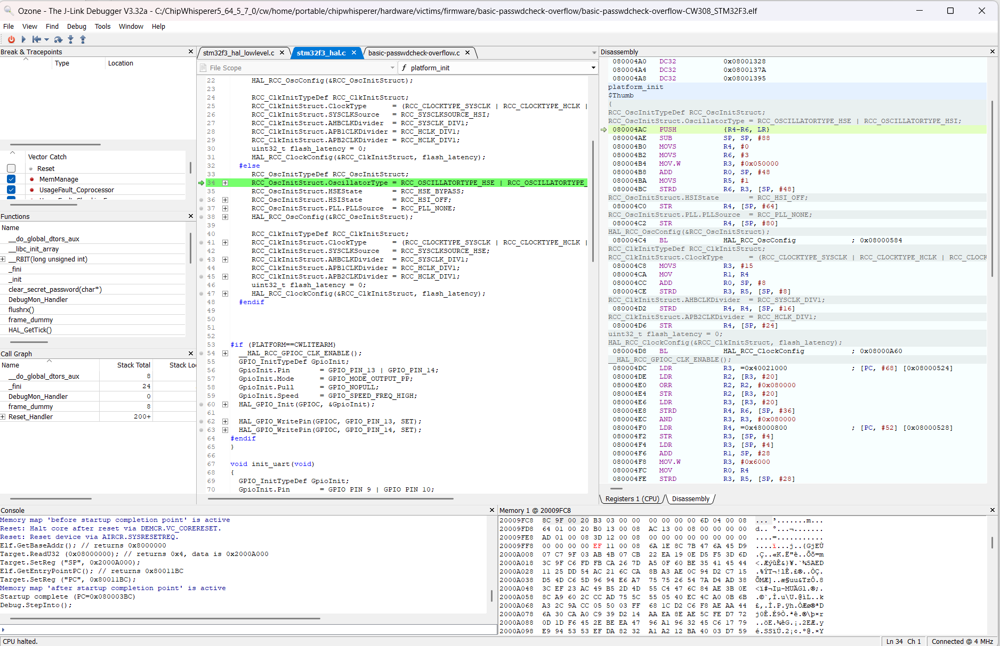 Ozone - The J-Link Debugger V3.32a - C:/ChipWhisperer5_64_5_7_0/cw/home/portable/chipwhisperer/hardware/victims/firmware/basic-passwdcheck-overflow/basic-passwdcheck-overflow-CW308_STM32F3.elf
File View Find Debug Tools Window Help
Break & Tracepoints
Type Location
Vector Catch
Reset
MemManage
UsageFault_Coprocessor
Functions
Name
__do_global_dtors_aux
__libc_init_array
__RBIT(long unsigned int)
_fini
_init
clear_secret_password(char*)
DebugMon_Handler
flushrx()
frame_dummy
HAL_GetTick()
Call Graph
Name Stack Total Stack Lo
__do_global_dtors_aux 8
_fini 24
DebugMon_Handler 0
frame_dummy 8
Reset_Handler 200+
stm32f3_hal_lowlevel.c stm32f3_hal.c basic-passwdcheck-overflow.c
File Scope platform_init
22 HAL_RCC_OscConfig(&RCC_OscInitStruct);
23
24 RCC_ClkInitTypeDef RCC_ClkInitStruct;
25 RCC_ClkInitStruct.ClockType = (RCC_CLOCKTYPE_SYSCLK | RCC_CLOCKTYPE_HCLK |
26 RCC_ClkInitStruct.SYSCLKSource = RCC_SYSCLKSOURCE_HSI;
27 RCC_ClkInitStruct.AHBCLKDivider = RCC_SYSCLK_DIV1;
28 RCC_ClkInitStruct.APB1CLKDivider = RCC_HCLK_DIV1;
29 RCC_ClkInitStruct.APB2CLKDivider = RCC_HCLK_DIV1;
30 uint32_t flash_latency = 0;
31 HAL_RCC_ClockConfig(&RCC_ClkInitStruct, flash_latency);
32 #else
33 RCC_OscInitTypeDef RCC_OscInitStruct;
34 RCC_OscInitStruct.OscillatorType = RCC_OSCILLATORTYPE_HSE | RCC_OSCILLATORTYPE_
35 RCC_OscInitStruct.HSEState = RCC_HSE_BYPASS;
36 RCC_OscInitStruct.HSIState = RCC_HSI_OFF;
37 RCC_OscInitStruct.PLL.PLLSource = RCC_PLL_NONE;
38 HAL_RCC_OscConfig(&RCC_OscInitStruct);
39
40 RCC_ClkInitTypeDef RCC_ClkInitStruct;
41 RCC_ClkInitStruct.ClockType = (RCC_CLOCKTYPE_SYSCLK | RCC_CLOCKTYPE_HCLK |
42 RCC_ClkInitStruct.SYSCLKSource = RCC_SYSCLKSOURCE_HSE;
43 RCC_ClkInitStruct.AHBCLKDivider = RCC_SYSCLK_DIV1;
44 RCC_ClkInitStruct.APB1CLKDivider = RCC_HCLK_DIV1;
45 RCC_ClkInitStruct.APB2CLKDivider = RCC_HCLK_DIV1;
46 uint32_t flash_latency = 0;
47 HAL_RCC_ClockConfig(&RCC_ClkInitStruct, flash_latency);
48 #endif
49
50
51
52
53 #if (PLATFORM==CWLITEARM)
54 __HAL_RCC_GPIOC_CLK_ENABLE();
55 GPIO_InitTypeDef GpioInit;
56 GpioInit.Pin = GPIO_PIN_13 | GPIO_PIN_14;
57 GpioInit.Mode = GPIO_MODE_OUTPUT_PP;
58 GpioInit.Pull = GPIO_NOPULL;
59 GpioInit.Speed = GPIO_SPEED_FREQ_HIGH;
60 HAL_GPIO_Init(GPIOC, &GpioInit);
61
62 HAL_GPIO_WritePin(GPIOC, GPIO_PIN_13, SET);
63 HAL_GPIO_WritePin(GPIOC, GPIO_PIN_14, SET);
64 #endif
65 }
66
67 void init_uart(void)
68 {
69 GPIO_InitTypeDef GpioInit;
70 GpioInit.Pin = GPIO_PIN_9 | GPIO_PIN_10;
Disassembly
080004A0 DC32 0x08001328
080004A4 DC32 0x0800137A
080004A8 DC32 0x08001395
platform_init
$Thumb
{
RCC_OscInitTypeDef RCC_OscInitStruct;
RCC_OscInitStruct.OscillatorType = RCC_OSCILLATORTYPE_HSE | RCC_OSCILLATORTYPE_HSI;
080004AC PUSH {R4-R6, LR}
080004AE SUB SP, SP, #88
080004B0 MOVS R4, #0
080004B2 MOVS R6, #3
080004B4 MOV.W R3, #0x050000
080004B8 ADD R0, SP, #48
080004BA MOVS R5, #1
080004BC STRD R6, R3, [SP, #48]
RCC_OscInitStruct.HSIState = RCC_HSI_OFF;
080004C0 STR R4, [SP, #64]
RCC_OscInitStruct.PLL.PLLSource = RCC_PLL_NONE;
080004C2 STR R4, [SP, #80]
HAL_RCC_OscConfig(&RCC_OscInitStruct);
080004C4 BL HAL_RCC_OscConfig ; 0x08000584
RCC_ClkInitTypeDef RCC_ClkInitStruct;
RCC_ClkInitStruct.ClockType = (RCC_CLOCKTYPE_SYSCLK | RCC_CLOCKTYPE_HCLK | RCC_CLOCK
080004C8 MOVS R3, #15
080004CA MOV R1, R4
080004CC ADD R0, SP, #8
080004CE STRD R3, R5, [SP, #8]
RCC_ClkInitStruct.AHBCLKDivider = RCC_SYSCLK_DIV1;
080004D2 STRD R4, R4, [SP, #16]
RCC_ClkInitStruct.APB2CLKDivider = RCC_HCLK_DIV1;
080004D6 STR R4, [SP, #24]
uint32_t flash_latency = 0;
HAL_RCC_ClockConfig(&RCC_ClkInitStruct, flash_latency);
080004D8 BL HAL_RCC_ClockConfig ; 0x08000A60
__HAL_RCC_GPIOC_CLK_ENABLE();
080004DC LDR R3, =0x40021000 ; [PC, #68] [0x08000524]
080004DE LDR R2, [R3, #20]
080004E0 ORR R2, R2, #0x080000
080004E4 STR R2, [R3, #20]
080004E6 LDR R3, [R3, #20]
080004E8 STRD R4, R6, [SP, #36]
080004EC AND R3, R3, #0x080000
080004F0 LDR R4, =0x48000800 ; [PC, #52] [0x08000528]
080004F2 STR R3, [SP, #4]
080004F4 LDR R3, [SP, #4]
080004F6 ADD R1, SP, #28
080004F8 MOV.W R3, #0x6000
080004FC MOV R0, R4
080004FE STRD R3, R5, [SP, #28]
Registers 1 (CPU) Disassembly
Console
Memory map 'before startup completion point' is active
Reset: Halt core after reset via DEMCR.VC_CORERESET.
Reset: Reset device via AIRCR.SYSRESETREQ.
Elf.GetBaseAddr(); // returns 0x8000000
Target.ReadU32 (0x08000000); // returns 0x4, data is 0x2000A000
Target.SetReg ("SP", 0x2000A000);
Elf.GetEntryPointPC(); // returns 0x80011BC
Target.SetReg ("PC", 0x80011BC);
Memory map 'after startup completion point' is active
Startup complete (PC=0x080003BC)
Debug.StepInto();
Memory 1 @ 20009FC8
20009FC8 8C 9F 00 20 B3 03 00 00 00 00 00 00 6D 04 00 08
20009FD8 64 01 00 20 B0 13 00 08 AC 13 00 08 00 00 00 00
20009FE8 AD 01 00 08 3D 12 00 08 00 00 00 00 00 00 00 00
20009FF8 00 00 00 00 EF 11 00 08 6A 1E 8C 7B 47 6A 45 D9
2000A008 07 C7 9F 03 AB 4B 07 CB 22 EA 19 0E D5 F5 3D 6D
2000A018 3C 9F C6 FD FB CA 26 7D A5 0F 60 BE 35 41 45 44
2000A028 11 25 DD 54 AC 21 6C CA 8B A3 AE 0C 94 D2 C7 15
2000A038 D5 4D C6 5D 96 94 E6 A7 75 75 26 54 7A D4 AD 38
2000A048 3C EF 23 AC 49 B5 2D 4D 55 C4 47 6C 84 AE 3B 0E
2000A058 8C A9 60 2C CC AD 75 5C 55 05 40 EC 4C A0 0B 6B
2000A068 A3 2C 9A CC 05 50 03 FF 68 1C D2 C6 F8 AE AA 44
2000A078 6A 30 CA A0 C9 39 D2 14 AA EA 8E AE 5C FE D7 72
2000A088 0D 1D F6 45 2E BE EA 47 96 A1 96 32 45 C6 17 79
2000A098 E9 94 53 53 EF DA 82 32 A1 A2 12 BA 40 03 D7 59
CPU halted.
Ln 34 Ch 1 Connected @ 4 MHz